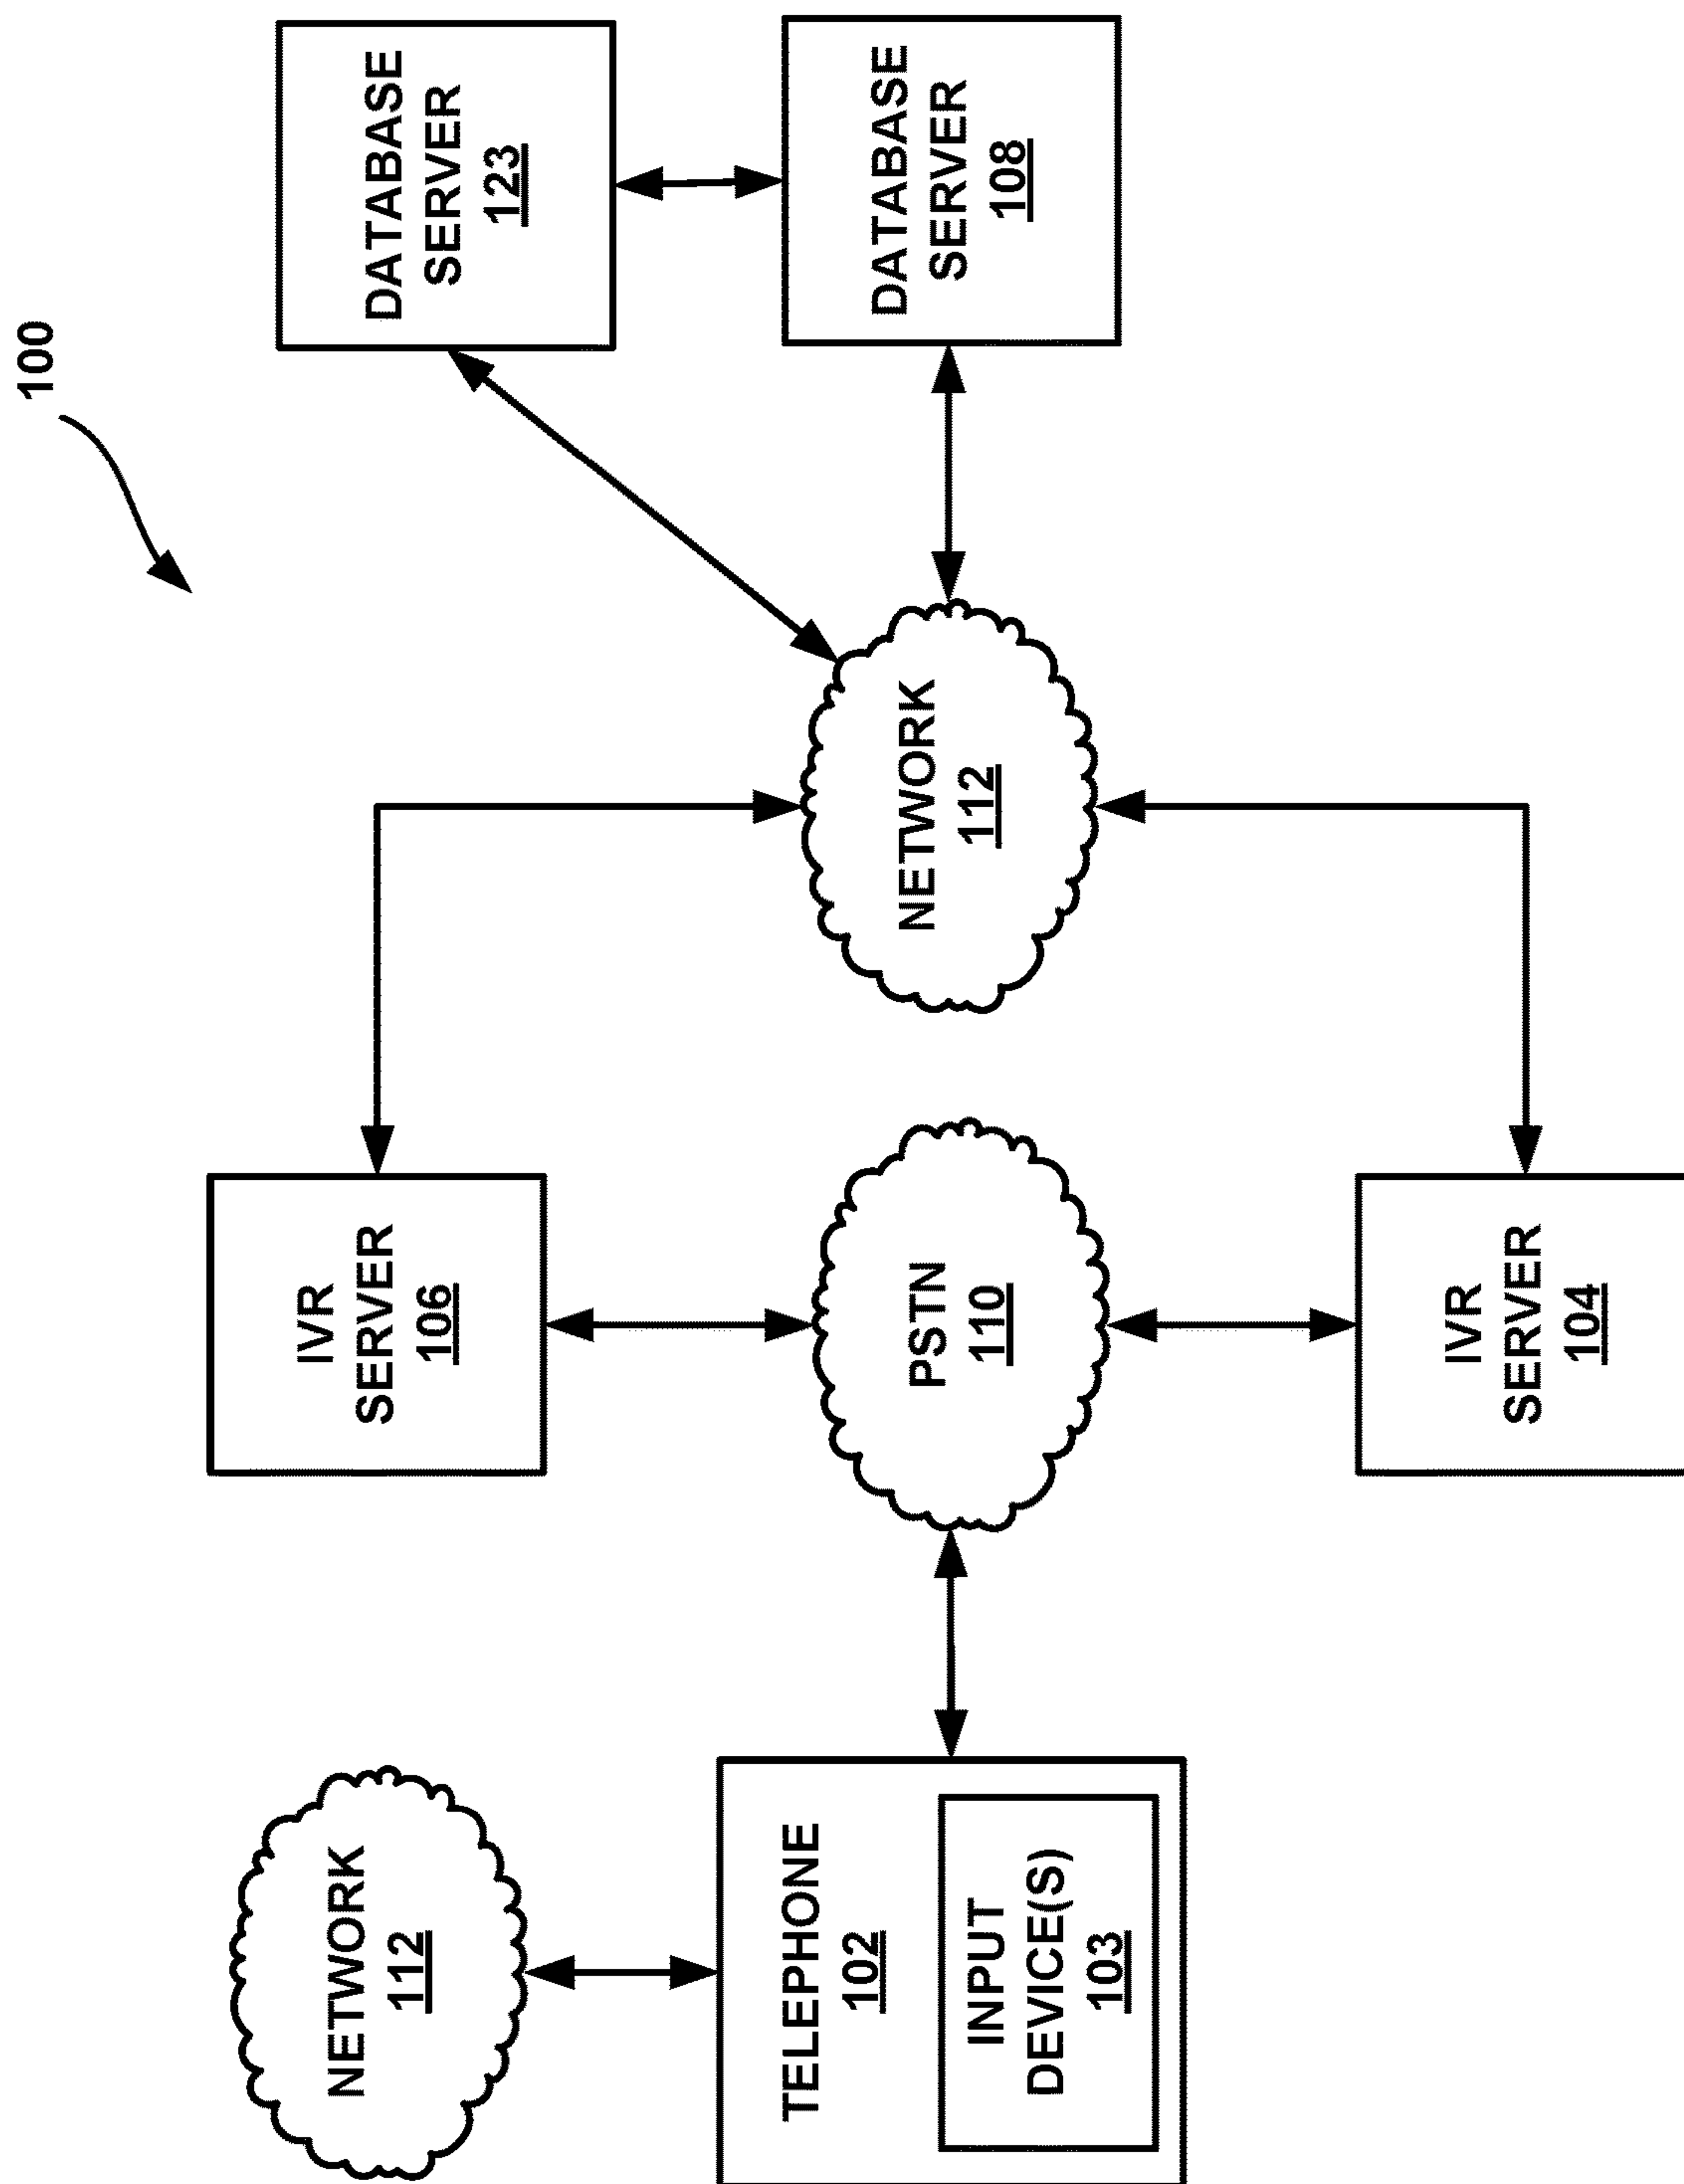 100
NETWORK
112
TELEPHONE
102
INPUT
DEVICE(S)
103
IVR
SERVER
106
PSTN
110
IVR
SERVER
104
NETWORK
112
DATABASE
SERVER
123
DATABASE
SERVER
108